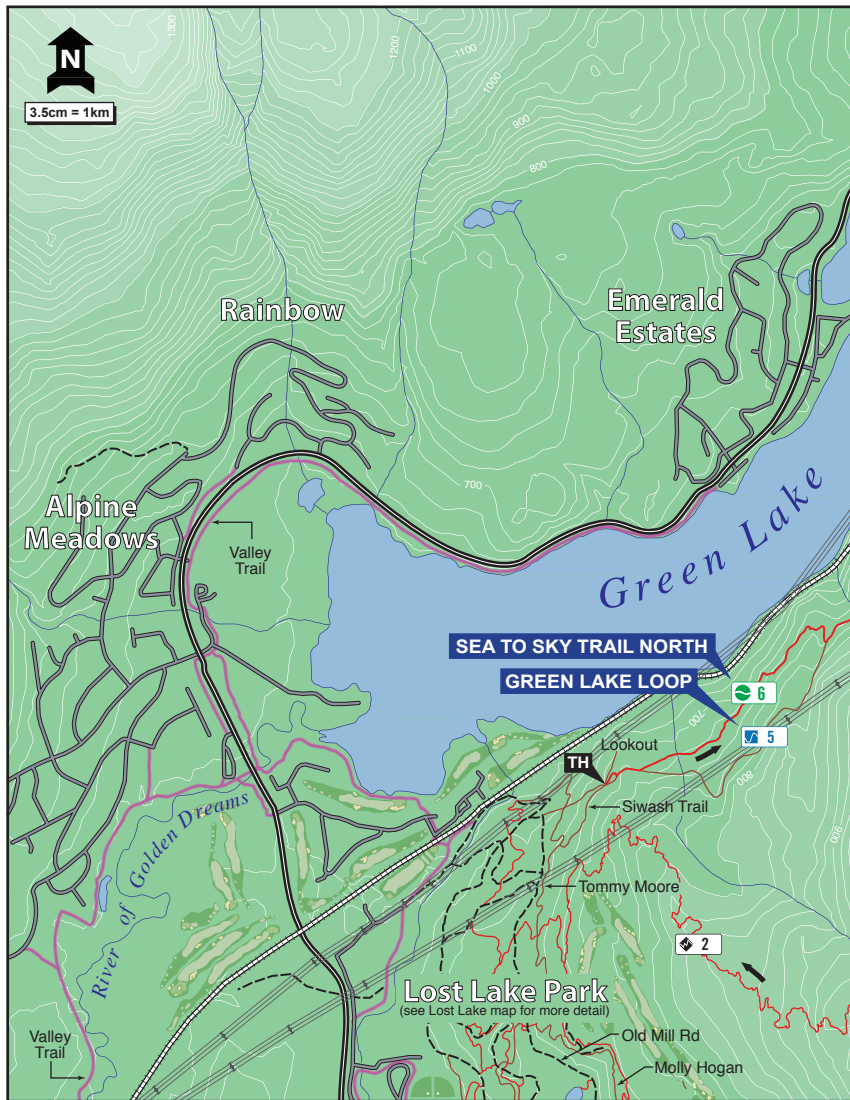 1300
1200
1100
1000
900
800
N
3.5cm = 1km
Rainbow
Emerald
Estates
700
Alpine
Meadows
Valley
Trail
Green Lake
SEA TO SKY TRAIL NORTH
GREEN LAKE LOOP
6
700
5
Lookout
TH
800
Siwash Trail
River of Golden Dreams
900
Tommy Moore
2
Lost Lake Park
(see Lost Lake map for more detail)
Valley
Trail
Old Mill Rd
Molly Hogan